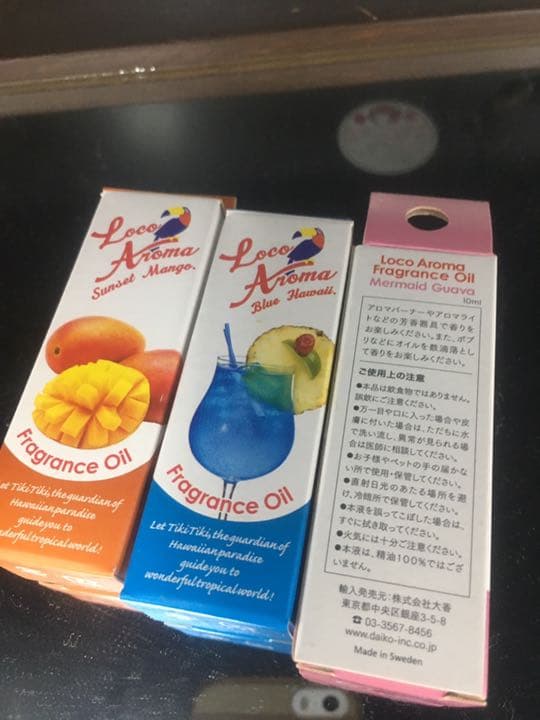 Loco
Aroma
Sunset Mango.
Fragrance Oil
et TikiTiki, the guardian of
Hawaiian paradise
guide you to
nderful tropical world!
Loco
Aroma
Blue Hawaii.
Fragrance Oil
Let TikiTiki, the guardian of
Hawaiian paradise
guide you to
wonderful tropical world!
Loco Aroma
Fragrance Oil
Mermaid Guava
10ml
アロマバーナーやアロマライ
トなどの芳香器具で香りを
お楽しみください。また、ポプ
リなどにオイルを数滴落とし
て香りをお楽しみください。
ご使用上の注意
●本品は飲食物ではありません。
誤飲にご注意ください。
●万一目や口に入った場合や皮
膚に付いた場合は、ただちに水
で洗い流し、異常が見られる場
合は医師に相談してください。
●お子様やペットの手の届かな
い所で使用・保管してください。
●直射日光のあたる場所を避
け、冷暗所で保管してください。
●本液を誤ってこぼした場合は、
すぐに拭き取ってください。
●火気には十分ご注意ください。
●本液は、精油100%ではござ
いません。
輸入発売元:株式会社大香
東京都中央区銀座3-5-8
☎ 03-3567-8456
www.daiko-inc.co.jp
Made in Sweden